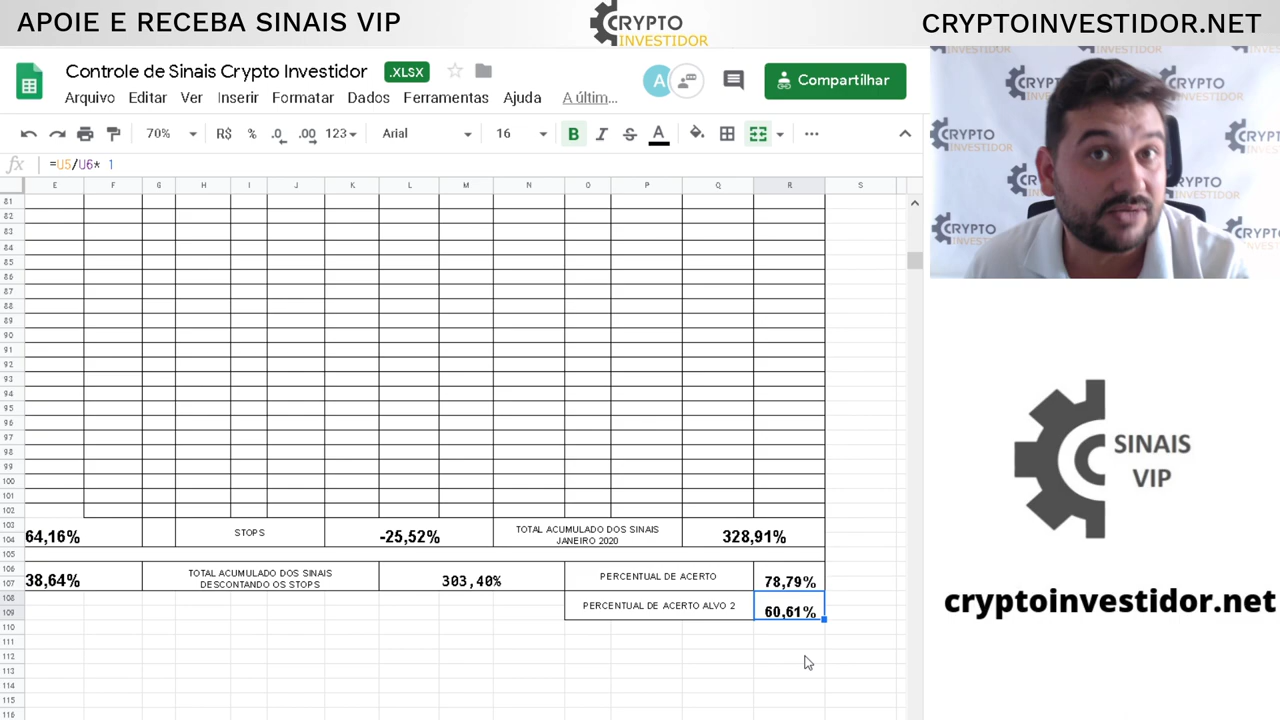 APOIE E RECEBA SINAIS VIP
CRYPTO
INVESTIDOR
CRYPTOINVESTIDOR.NET
Controle de Sinais Crypto Investidor .XLSX
A
Compartilhar
Arquivo Editar Ver Inserir Formatar Dados Ferramentas Ajuda A últim...
70% R$ % .0 .00 123 Arial 16 B I S A ...
fx =U5/U6* 1
E F G H I J K L M N O P Q R S
81
82
83
84
85
86
87
88
89
90
91
92
93
94
95
96
97
98
99
100
101
102
103
104
64,16% STOPS -25,52% TOTAL ACUMULADO DOS SINAIS
JANEIRO 2020
328,91%
105
106
107
38,64% TOTAL ACUMULADO DOS SINAIS
DESCONTANDO OS STOPS
303,40% PERCENTUAL DE ACERTO 78,79%
108
109
PERCENTUAL DE ACERTO ALVO 2 60,61%
110
111
112
113
114
115
116
CRYPTO
INVESTIDOR
SINAIS
VIP
cryptoinvestidor.net